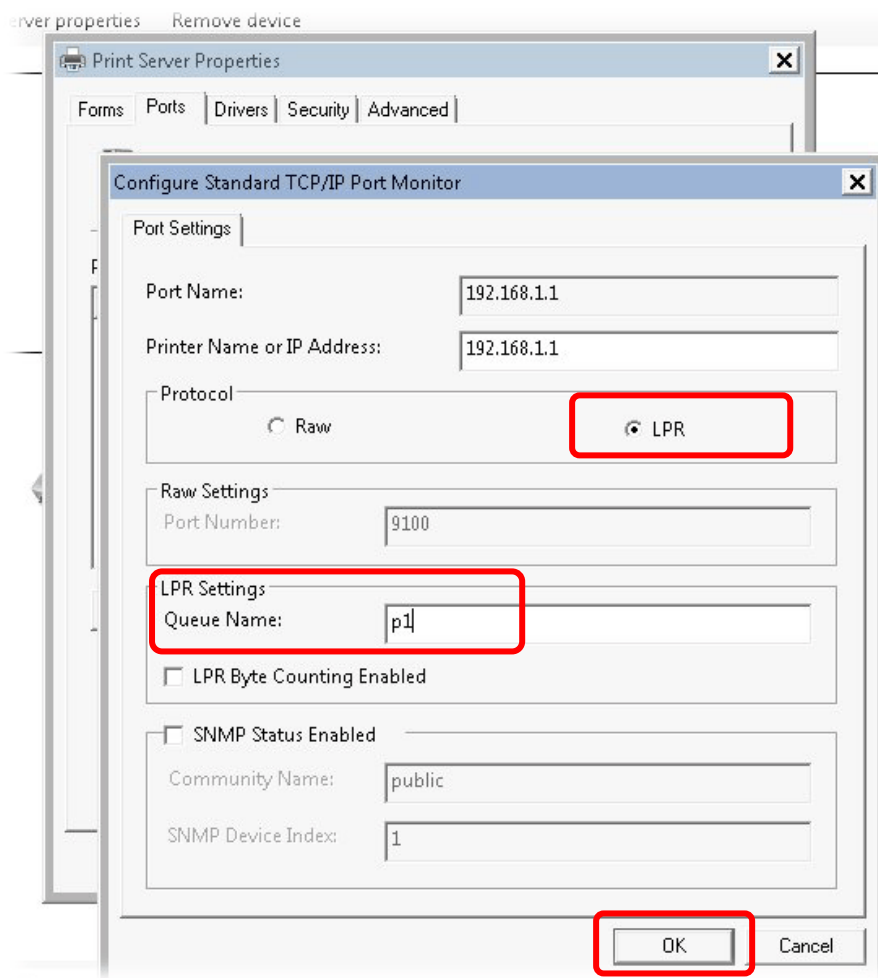 erver properties Remove device
Print Server Properties
Forms Ports Drivers Security Advanced
Configure Standard TCP/IP Port Monitor
Port Settings
Port Name: 192.168.1.1
Printer Name or IP Address: 192.168.1.1
Protocol
Raw LPR
Raw Settings
Port Number: 9100
LPR Settings
Queue Name: p1
LPR Byte Counting Enabled
SNMP Status Enabled
Community Name: public
SNMP Device Index: 1
OK Cancel